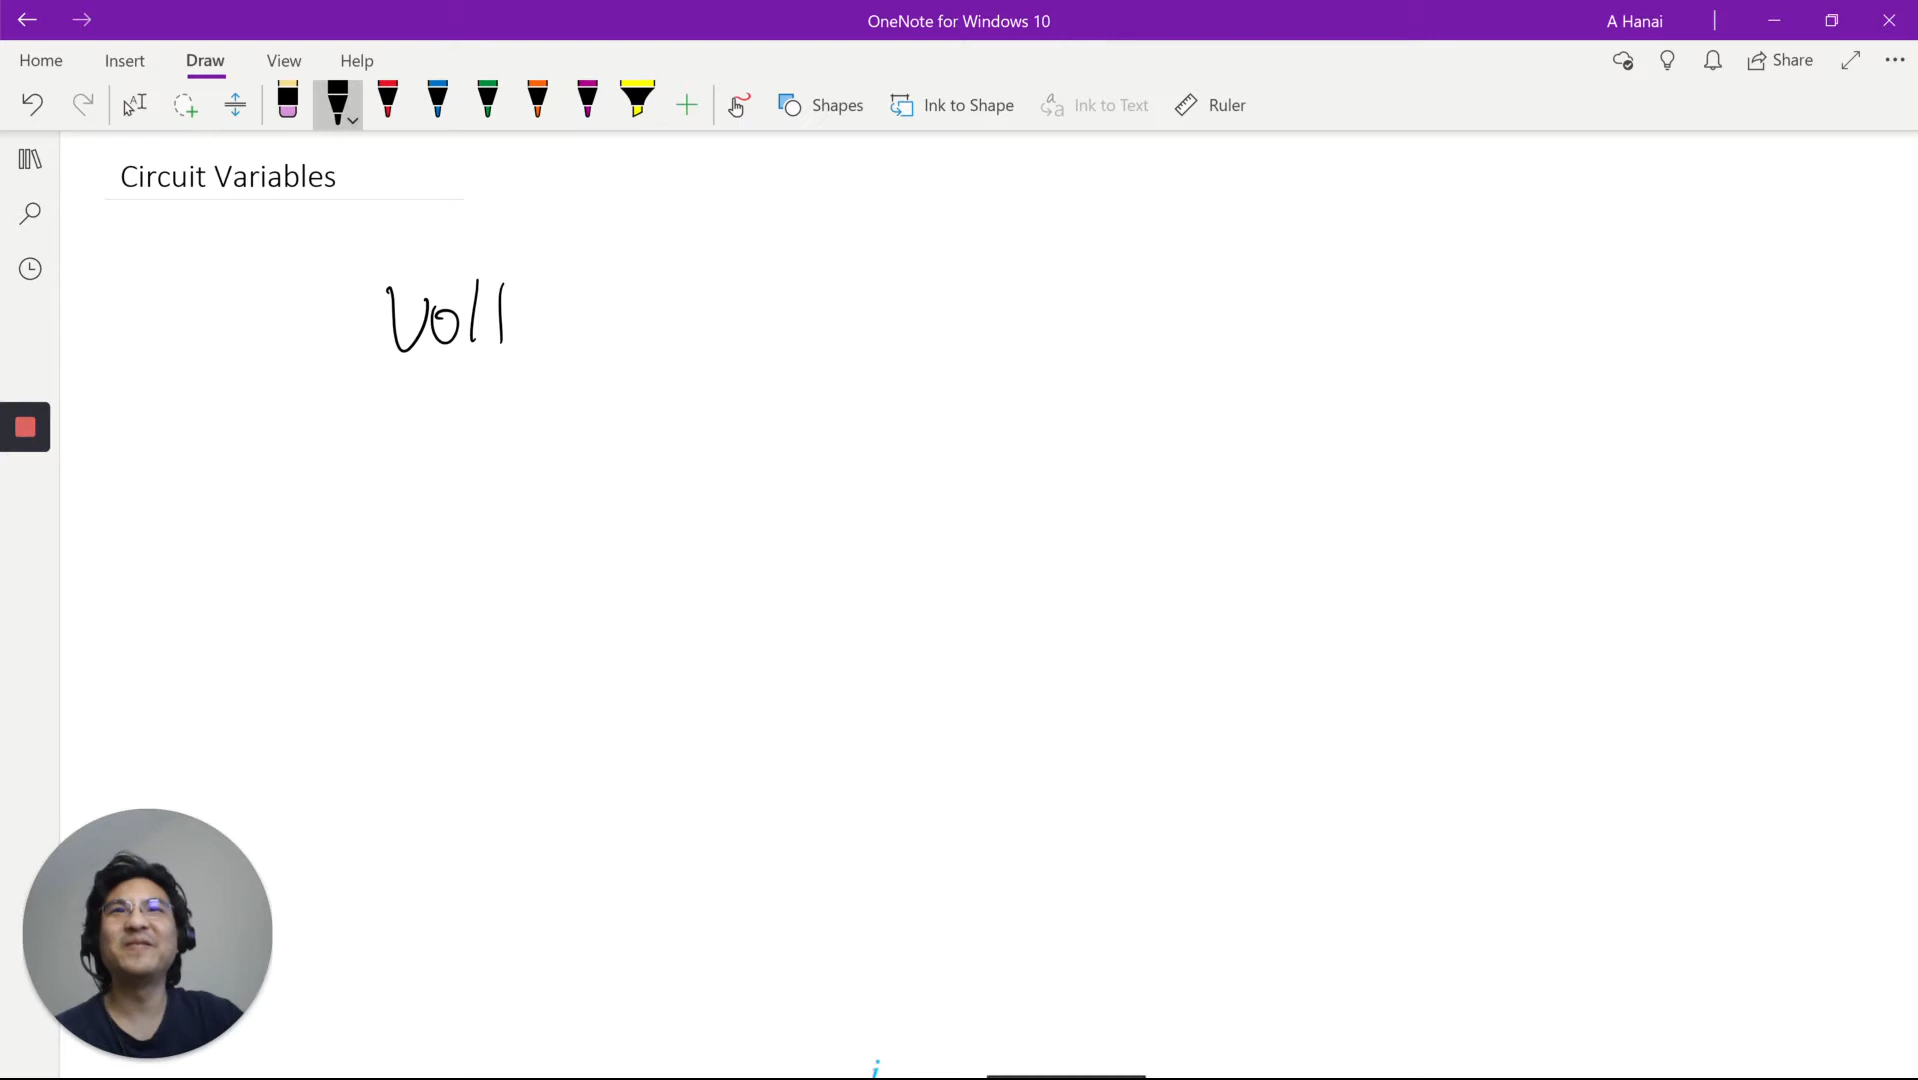 OneNote for Windows 10
A Hanai
Home Insert Draw View Help
Share
Shapes Ink to Shape Ink to Text Ruler
Circuit Variables
Voll
i